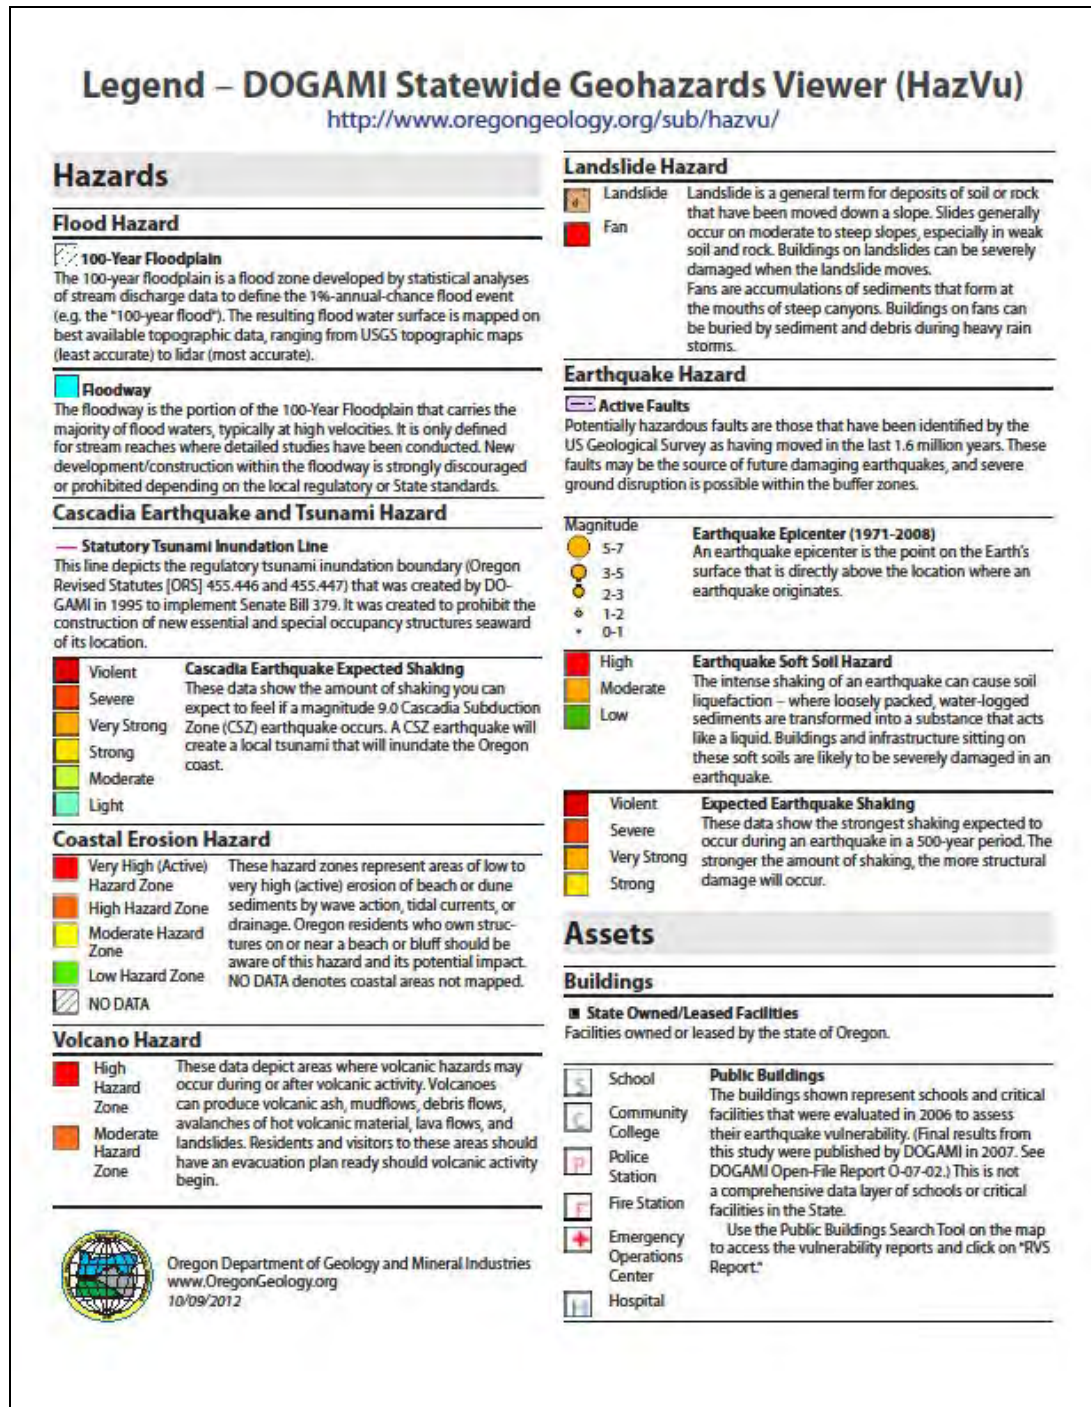 Legend – DOGAMI Statewide Geohazards Viewer (HazVu)
http://www.oregongeology.org/sub/hazvu/
Hazards
Flood Hazard
100-Year Floodplain
The 100-year floodplain is a flood zone developed by statistical analyses
of stream discharge data to define the 1%-annual-chance flood event
(e.g. the "100-year flood"). The resulting flood water surface is mapped on
best available topographic data, ranging from USGS topographic maps
(least accurate) to lidar (most accurate).
Floodway
The floodway is the portion of the 100-Year Floodplain that carries the
majority of flood waters, typically at high velocities. It is only defined
for stream reaches where detailed studies have been conducted. New
development/construction within the floodway is strongly discouraged
or prohibited depending on the local regulatory or State standards.
Cascadia Earthquake and Tsunami Hazard
Statutory Tsunami Inundation Line
This line depicts the regulatory tsunami inundation boundary (Oregon
Revised Statutes [ORS] 455.446 and 455.447) that was created by DO-
GAMI in 1995 to implement Senate Bill 379. It was created to prohibit the
construction of new essential and special occupancy structures seaward
of its location.
Violent
Severe
Very Strong
Strong
Moderate
Light
Cascadia Earthquake Expected Shaking
These data show the amount of shaking you can
expect to feel if a magnitude 9.0 Cascadia Subduction
Zone (CSZ) earthquake occurs. A CSZ earthquake will
create a local tsunami that will inundate the Oregon
coast.
Coastal Erosion Hazard
Very High (Active)
Hazard Zone
High Hazard Zone
Moderate Hazard
Zone
Low Hazard Zone
NO DATA
These hazard zones represent areas of low to
very high (active) erosion of beach or dune
sediments by wave action, tidal currents, or
drainage. Oregon residents who own struc-
tures on or near a beach or bluff should be
aware of this hazard and its potential impact.
NO DATA denotes coastal areas not mapped.
Volcano Hazard
High
Hazard
Zone
Moderate
Hazard
Zone
These data depict areas where volcanic hazards may
occur during or after volcanic activity. Volcanoes
can produce volcanic ash, mudflows, debris flows,
avalanches of hot volcanic material, lava flows, and
landslides. Residents and visitors to these areas should
have an evacuation plan ready should volcanic activity
begin.
Oregon Department of Geology and Mineral Industries
www.OregonGeology.org
10/09/2012
Landslide Hazard
Landslide
Fan
Landslide is a general term for deposits of soil or rock
that have been moved down a slope. Slides generally
occur on moderate to steep slopes, especially in weak
soil and rock. Buildings on landslides can be severely
damaged when the landslide moves.
Fans are accumulations of sediments that form at
the mouths of steep canyons. Buildings on fans can
be buried by sediment and debris during heavy rain
storms.
Earthquake Hazard
Active Faults
Potentially hazardous faults are those that have been identified by the
US Geological Survey as having moved in the last 1.6 million years. These
faults may be the source of future damaging earthquakes, and severe
ground disruption is possible within the buffer zones.
Magnitude
5-7
3-5
2-3
1-2
0-1
Earthquake Epicenter (1971-2008)
An earthquake epicenter is the point on the Earth's
surface that is directly above the location where an
earthquake originates.
High
Moderate
Low
Earthquake Soft Soil Hazard
The intense shaking of an earthquake can cause soil
liquefaction – where loosely packed, water-logged
sediments are transformed into a substance that acts
like a liquid. Buildings and infrastructure sitting on
these soft soils are likely to be severely damaged in an
earthquake.
Violent
Severe
Very Strong
Strong
Expected Earthquake Shaking
These data show the strongest shaking expected to
occur during an earthquake in a 500-year period. The
stronger the amount of shaking, the more structural
damage will occur.
Assets
Buildings
State Owned/Leased Facilities
Facilities owned or leased by the state of Oregon.
S School
C Community
College
P Police
Station
F Fire Station
Emergency
Operations
Center
H Hospital
Public Buildings
The buildings shown represent schools and critical
facilities that were evaluated in 2006 to assess
their earthquake vulnerability. (Final results from
this study were published by DOGAMI in 2007. See
DOGAMI Open-File Report O-07-02.) This is not
a comprehensive data layer of schools or critical
facilities in the State.
Use the Public Buildings Search Tool on the map
to access the vulnerability reports and click on "RVS
Report."